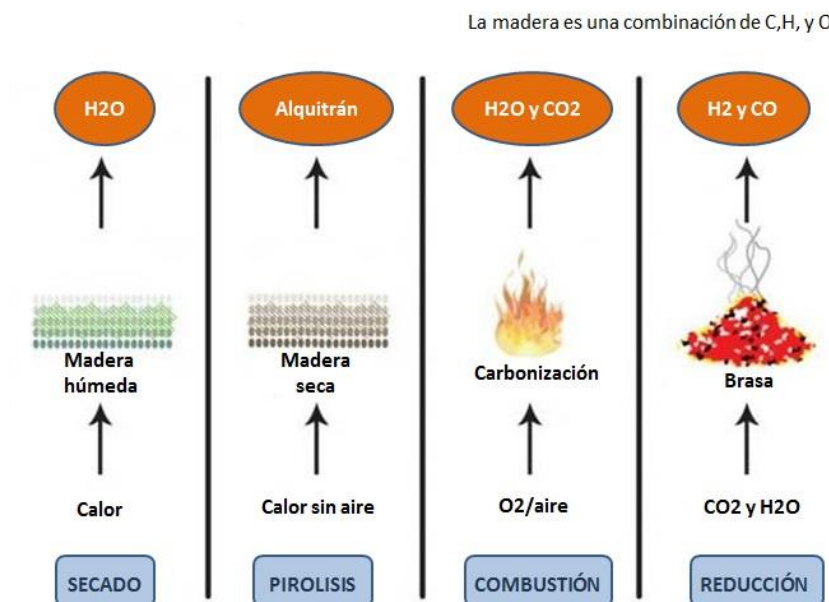 La madera es una combinación de C,H, y O
H2O
Alquitrán
H2O y CO2
H2 y CO
Madera
húmeda
Madera
seca
Carbonización
Brasa
Calor
Calor sin aire
O2/aire
CO2 y H2O
SECADO
PIROLISIS
COMBUSTIÓN
REDUCCIÓN